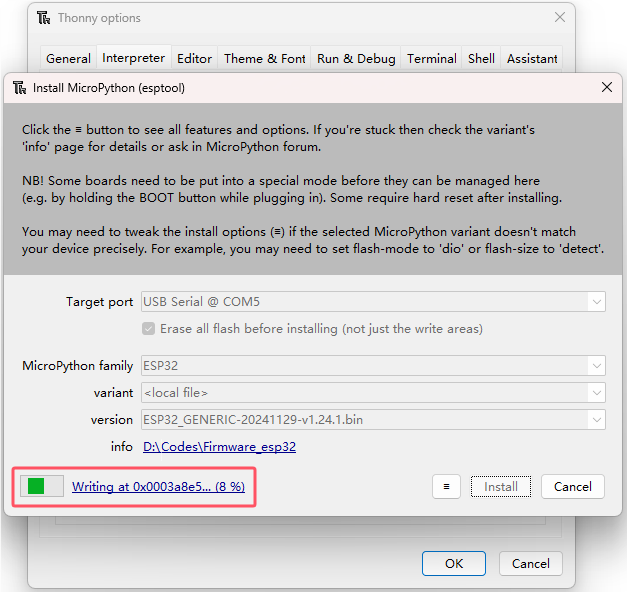 Thonny options
General Interpreter Editor Theme & Font Run & Debug Terminal Shell Assistant
Install MicroPython (esptool)
Click the ≡ button to see all features and options. If you're stuck then check the variant's
'info' page for details or ask in MicroPython forum.
NB! Some boards need to be put into a special mode before they can be managed here
(e.g. by holding the BOOT button while plugging in). Some require hard reset after installing.
You may need to tweak the install options (≡) if the selected MicroPython variant doesn't match
your device precisely. For example, you may need to set flash-mode to 'dio' or flash-size to 'detect'.
Target port USB Serial @ COM5
Erase all flash before installing (not just the write areas)
MicroPython family ESP32
variant <local file>
version ESP32_GENERIC-20241129-v1.24.1.bin
info D:\Codes\Firmware_esp32
Writing at 0x0003a8e5... (8 %) ≡ Install Cancel
OK Cancel